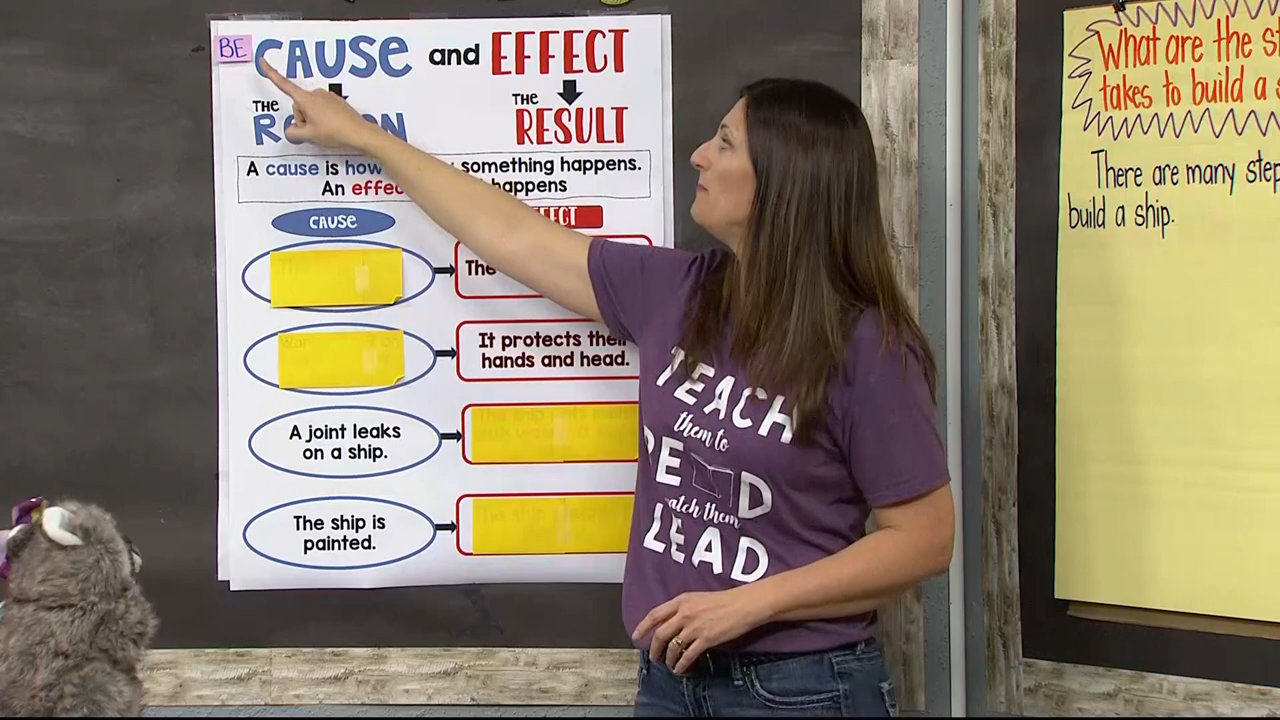 BE CAUSE and EFFECT
THE THE
RESULT
A cause is how something happens.
An effec happens
CAUSE
The
It protects their
hands and head.
A joint leaks
on a ship.
The ship is
painted.
TEACH
them to
LEAD
What are the st
takes to build a
There are many step
build a ship.